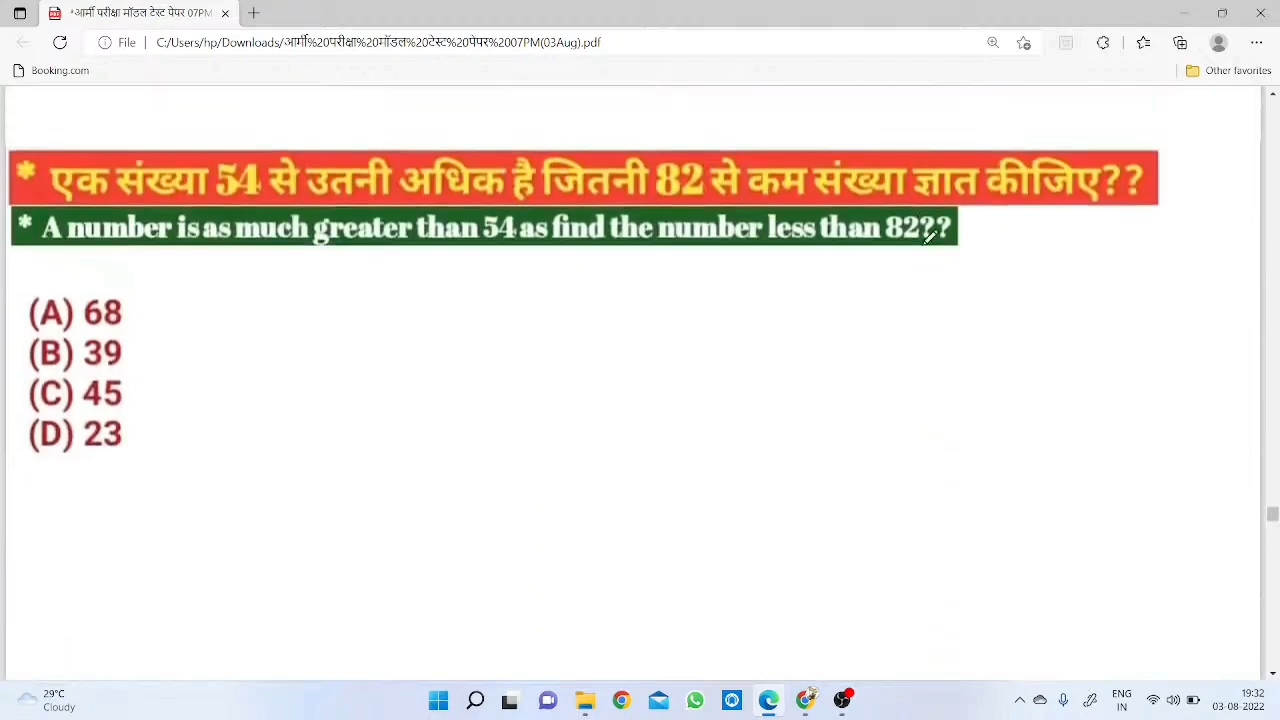 *आर्मी परीक्षा मॉडल टेस्ट पेपर 07PM
File C:/Users/hp/Downloads/आर्मी%20परीक्षा%20मॉडल%20टेस्ट%20पेपर%2007PM(03Aug).pdf
Booking.com
Other favorites
* एक संख्या 54 से उतनी अधिक है जितनी 82 से कम संख्या ज्ञात कीजिए??
* A number is as much greater than 54 as find the number less than 82??
(A) 68
(B) 39
(C) 45
(D) 23
29°C
Cloudy
ENG
IN
19:32
03-08-2022